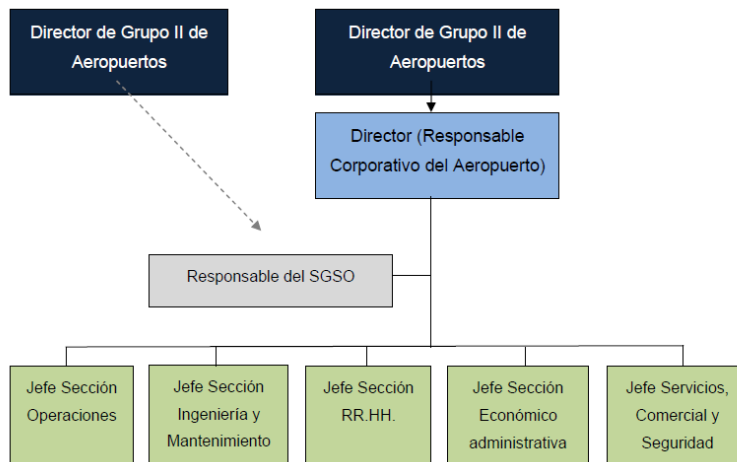 Director de Grupo II de
Aeropuertos
Director de Grupo II de
Aeropuertos
Director (Responsable
Corporativo del Aeropuerto)
Responsable del SGSO
Jefe Sección
Operaciones
Jefe Sección
Ingeniería y
Mantenimiento
Jefe Sección
RR.HH.
Jefe Sección
Económico
administrativa
Jefe Servicios,
Comercial y
Seguridad